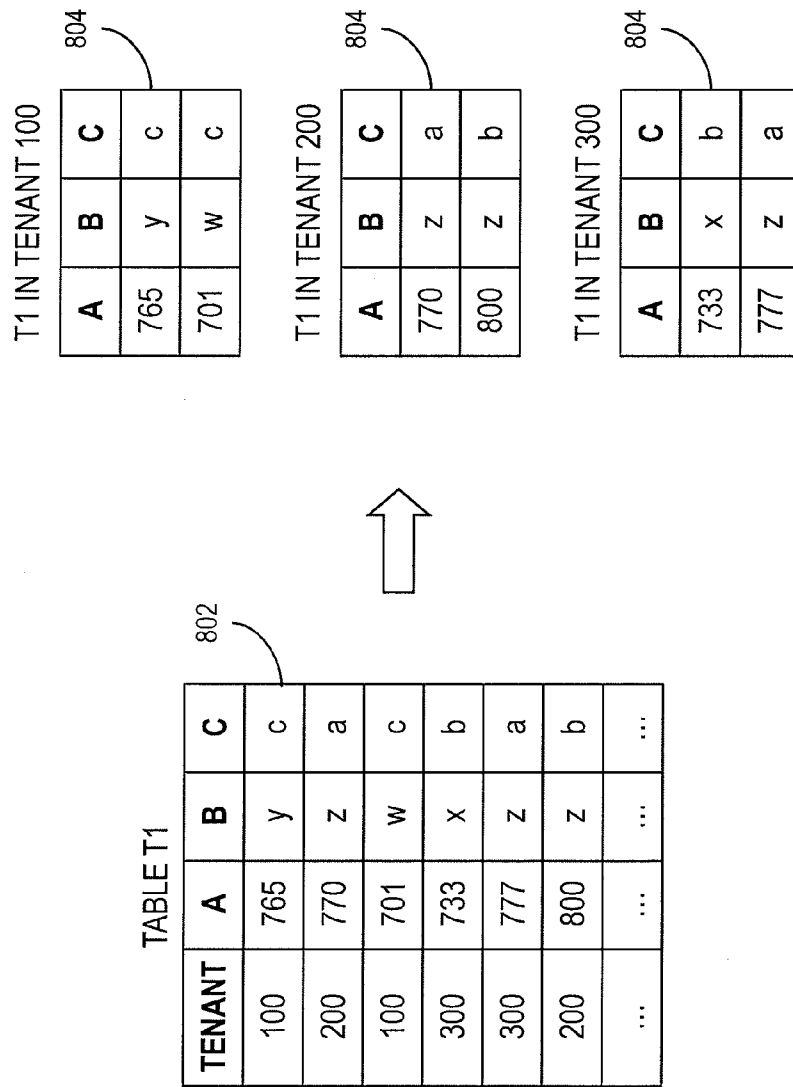 TABLE T1
802
TENANT A B C
100 765 y c
200 770 z a
100 701 w c
300 733 x b
300 777 z a
200 800 z b
... ... ... ...
T1 IN TENANT 100
804
A B C
765 y c
701 w c
T1 IN TENANT 200
804
A B C
770 z a
800 z b
T1 IN TENANT 300
804
A B C
733 x b
777 z a